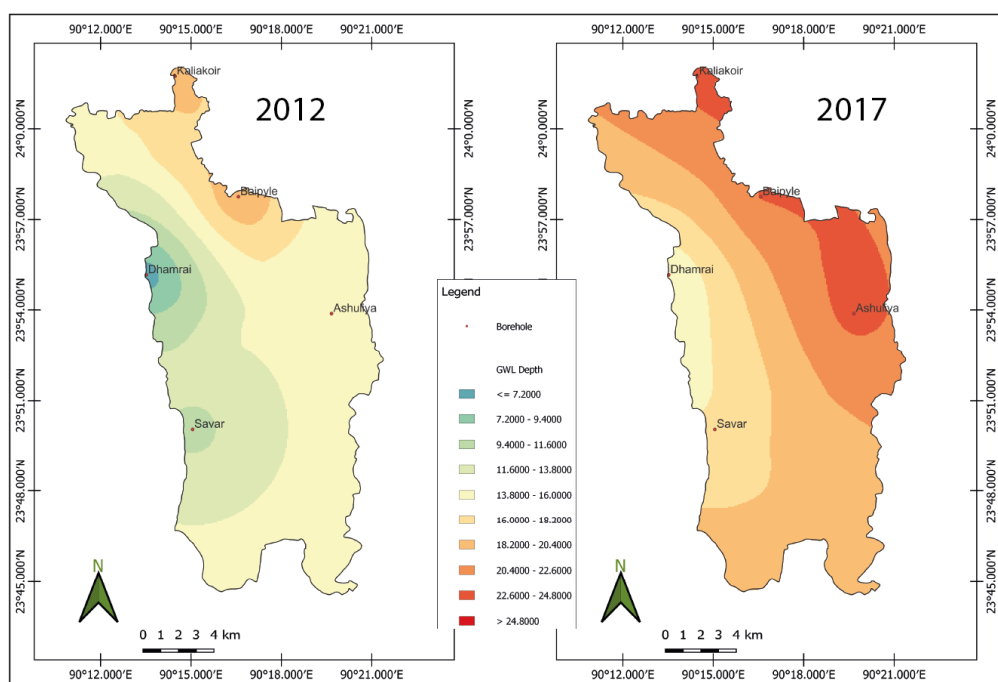 90°12.000'E 90°15.000'E 90°18.000'E 90°21.000'E
90°12.000'E 90°15.000'E 90°18.000'E 90°21.000'E
2012
2017
Kaliakoir
Baipyle
Dhamrai
Ashuliya
Savar
Kaliakoir
Baipyle
Dhamrai
Ashuliya
Savar
24°0.000'N
23°57.000'N
23°54.000'N
23°51.000'N
23°48.000'N
23°45.000'N
24°0.000'N
23°57.000'N
23°54.000'N
23°51.000'N
23°48.000'N
23°45.000'N
24°0.000'N
23°57.000'N
23°54.000'N
23°51.000'N
23°48.000'N
23°45.000'N
24°0.000'N
23°57.000'N
23°54.000'N
23°51.000'N
23°48.000'N
23°45.000'N
Legend
Borehole
GWL Depth
<= 7.2000
7.2000 - 9.4000
9.4000 - 11.6000
11.6000 - 13.8000
13.8000 - 16.0000
16.0000 - 18.2000
18.2000 - 20.4000
20.4000 - 22.6000
22.6000 - 24.8000
> 24.8000
N
N
0 1 2 3 4 km
0 1 2 3 4 km
90°12.000'E 90°15.000'E 90°18.000'E 90°21.000'E
90°12.000'E 90°15.000'E 90°18.000'E 90°21.000'E